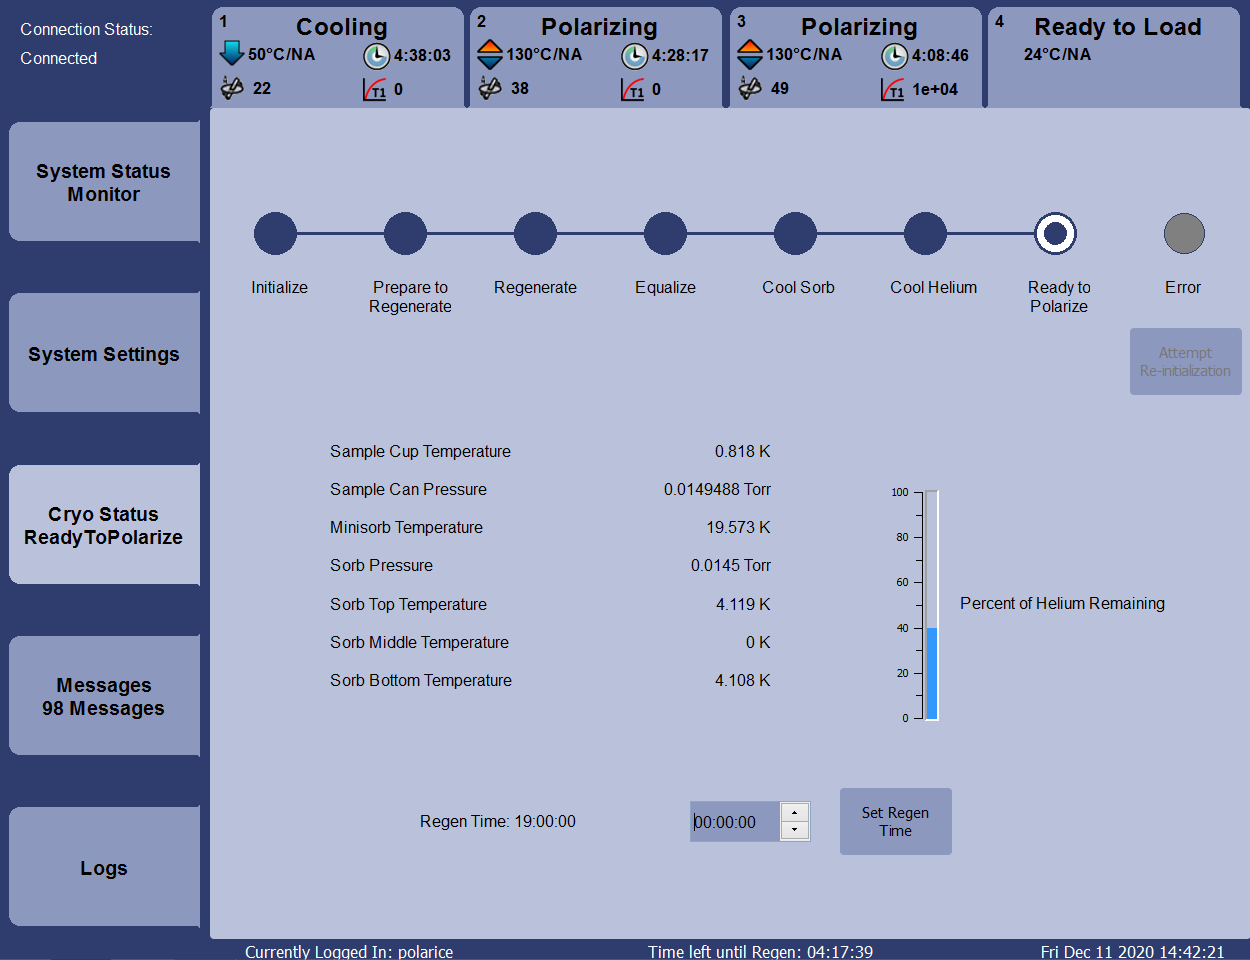 Connection Status:
Connected
1 Cooling
50°C/NA 4:38:03
22 T1 0
2 Polarizing
130°C/NA 4:28:17
38 T1 0
3 Polarizing
130°C/NA 4:08:46
49 T1 1e+04
4 Ready to Load
24°C/NA
System Status
Monitor
System Settings
Cryo Status
ReadyToPolarize
Messages
98 Messages
Logs
Initialize
Prepare to
Regenerate
Regenerate
Equalize
Cool Sorb
Cool Helium
Ready to
Polarize
Error
Attempt
Re-initialization
Sample Cup Temperature 0.818 K
Sample Can Pressure 0.0149488 Torr
Minisorb Temperature 19.573 K
Sorb Pressure 0.0145 Torr
Sorb Top Temperature 4.119 K
Sorb Middle Temperature 0 K
Sorb Bottom Temperature 4.108 K
100
80
60
40
20
0
Percent of Helium Remaining
Regen Time: 19:00:00
00:00:00
Set Regen
Time
Currently Logged In: polarice
Time left until Regen: 04:17:39
Fri Dec 11 2020 14:42:21